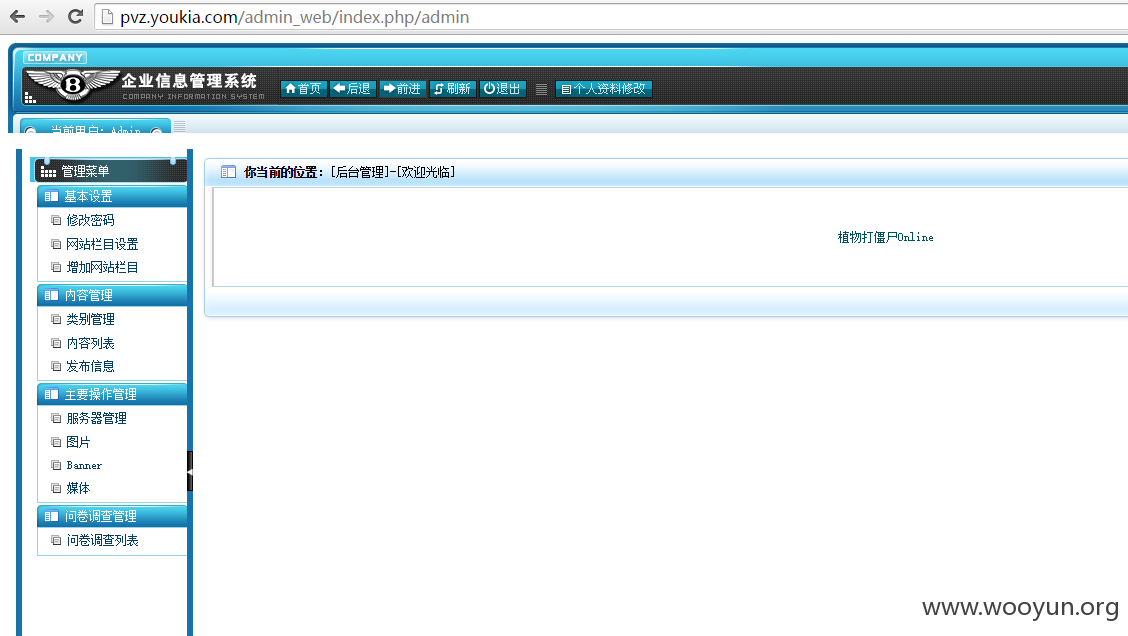 pvz.youkia.com/admin_web/index.php/admin
COMPANY
B
企业信息管理系统
COMPANY INFORMATION SYSTEM
首页 后退 前进 刷新 退出 个人资料修改
当前用户: Admin
管理菜单
你当前的位置：[后台管理]-[欢迎光临]
基本设置
修改密码
网站栏目设置
增加网站栏目
植物打僵尸Online
内容管理
类别管理
内容列表
发布信息
主要操作管理
服务器管理
图片
Banner
媒体
问卷调查管理
问卷调查列表
www.wooyun.org